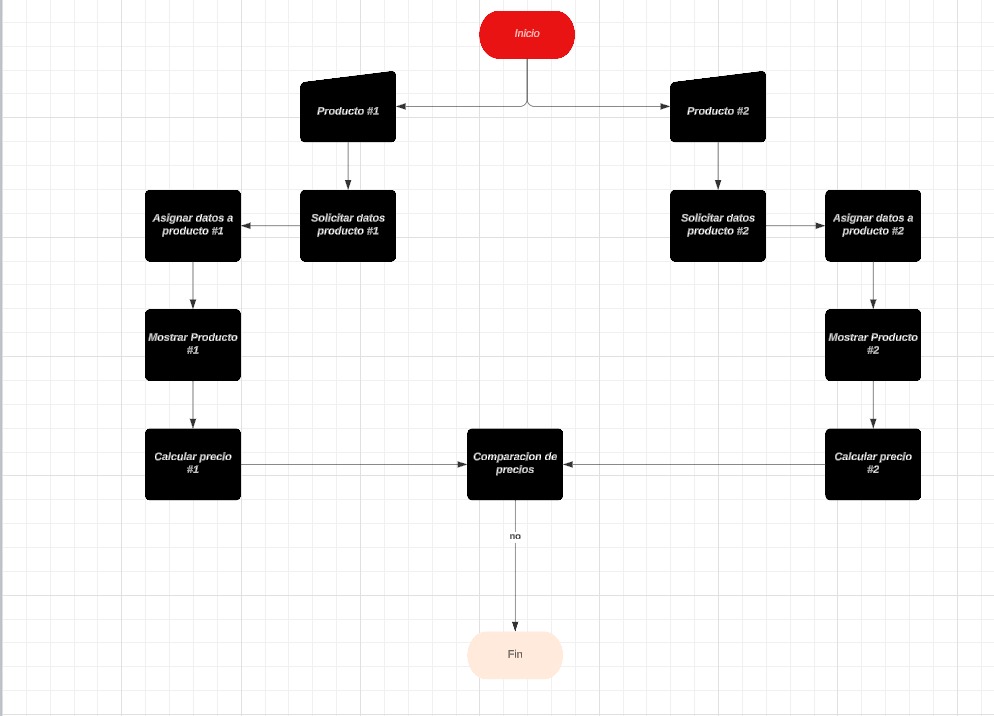 Inicio
Producto #1
Producto #2
Asignar datos a
producto #1
Solicitar datos
producto #1
Solicitar datos
producto #2
Asignar datos a
producto #2
Mostrar Producto
#1
Mostrar Producto
#2
Calcular precio
#1
Comparacion de
precios
Calcular precio
#2
no
Fin